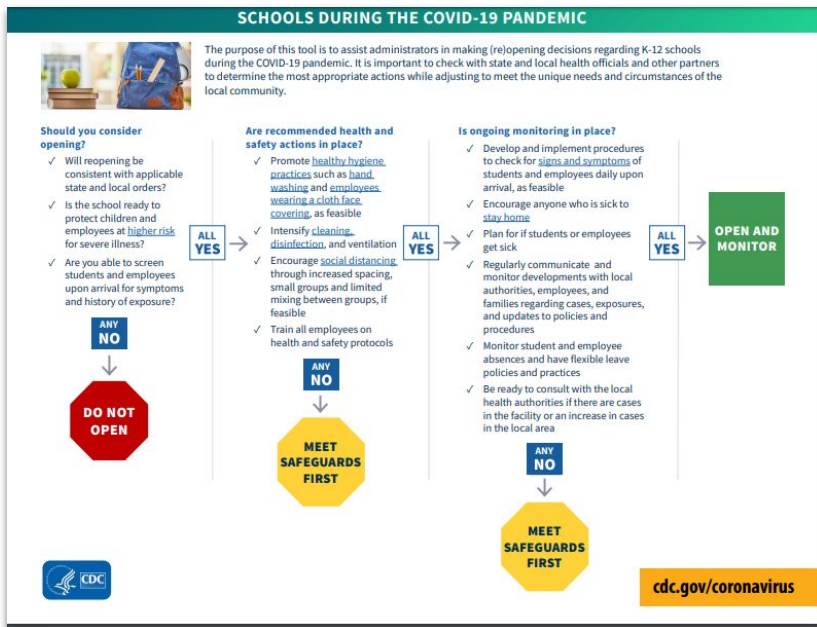 SCHOOLS DURING THE COVID-19 PANDEMIC
The purpose of this tool is to assist administrators in making (re)opening decisions regarding K-12 schools
during the COVID-19 pandemic. It is important to check with state and local health officials and other partners
to determine the most appropriate actions while adjusting to meet the unique needs and circumstances of the
local community.
Should you consider
opening?
✓ Will reopening be
consistent with applicable
state and local orders?
✓ Is the school ready to
protect children and
employees at higher risk
for severe illness?
✓ Are you able to screen
students and employees
upon arrival for symptoms
and history of exposure?
ANY
NO
DO NOT
OPEN
ALL
YES
Are recommended health and
safety actions in place?
✓ Promote healthy hygiene
practices such as hand
washing and employees
wearing a cloth face
covering, as feasible
✓ Intensify cleaning,
disinfection, and ventilation
✓ Encourage social distancing
through increased spacing,
small groups and limited
mixing between groups, if
feasible
✓ Train all employees on
health and safety protocols
ANY
NO
MEET
SAFEGUARDS
FIRST
ALL
YES
Is ongoing monitoring in place?
✓ Develop and implement procedures
to check for signs and symptoms of
students and employees daily upon
arrival, as feasible
✓ Encourage anyone who is sick to
stay home
✓ Plan for if students or employees
get sick
✓ Regularly communicate and
monitor developments with local
authorities, employees, and
families regarding cases, exposures,
and updates to policies and
procedures
✓ Monitor student and employee
absences and have flexible leave
policies and practices
✓ Be ready to consult with the local
health authorities if there are cases
in the facility or an increase in cases
in the local area
ANY
NO
MEET
SAFEGUARDS
FIRST
ALL
YES
OPEN AND
MONITOR
CDC
cdc.gov/coronavirus